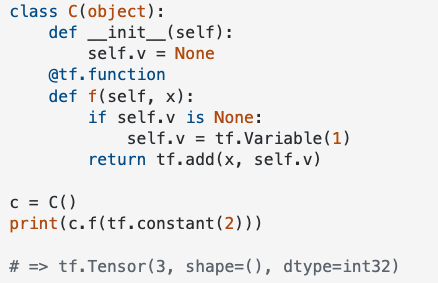 class C(object):
    def __init__(self):
        self.v = None
    @tf.function
    def f(self, x):
        if self.v is None:
            self.v = tf.Variable(1)
        return tf.add(x, self.v)

c = C()
print(c.f(tf.constant(2)))

# => tf.Tensor(3, shape=(), dtype=int32)